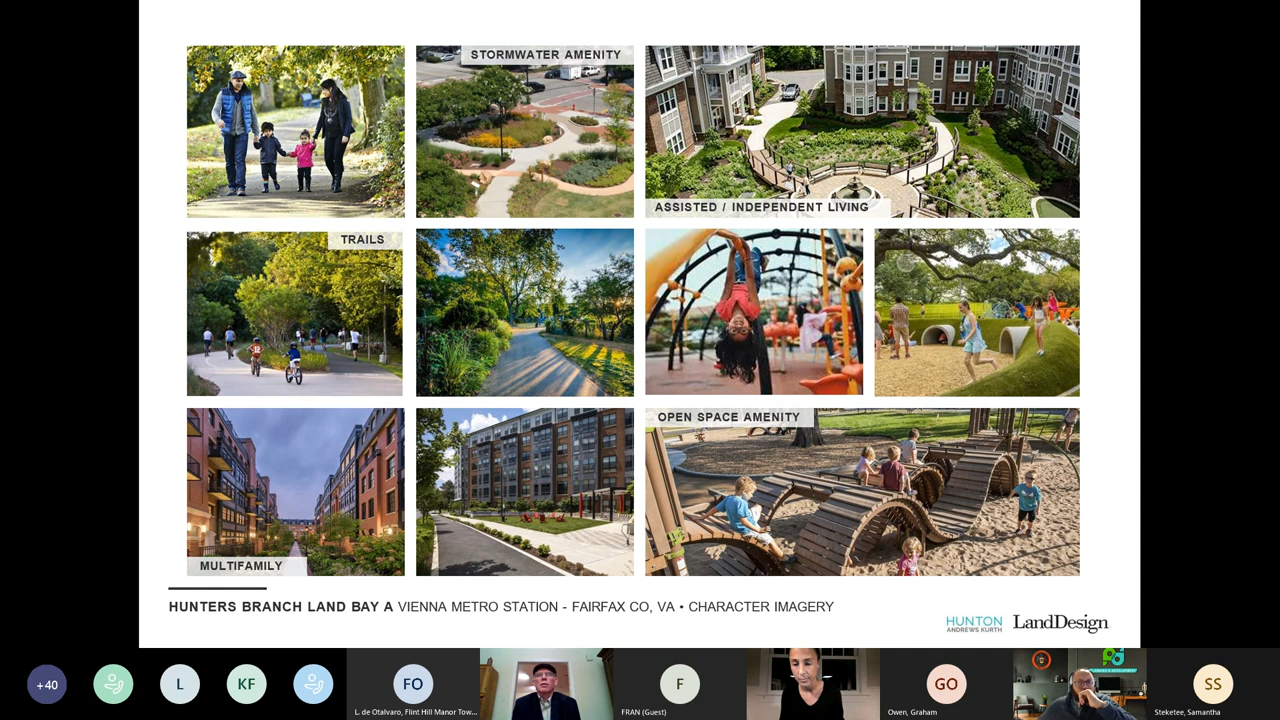 STORMWATER AMENITY
ASSISTED / INDEPENDENT LIVING
TRAILS
12
OPEN SPACE AMENITY
MULTIFAMILY
HUNTERS BRANCH LAND BAY A VIENNA METRO STATION - FAIRFAX CO, VA • CHARACTER IMAGERY
HUNTON
ANDREWS KURTH
LandDesign
+40
L
KF
FO
L. de Otalvaro, Flint Hill Manor Tow...
F
FRAN (Guest)
GO
Owen, Graham
SS
Steketee, Samantha